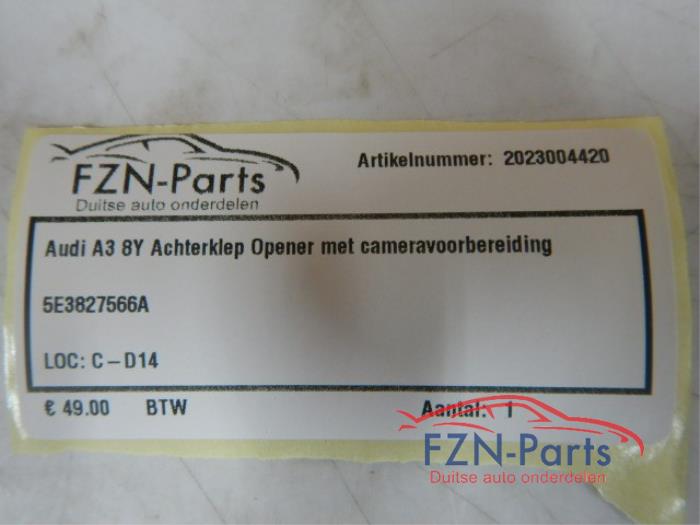 FZN-Parts
Duitse auto onderdelen
Artikelnummer: 2023004420
Audi A3 8Y Achterklep Opener met cameravoorbereiding
5E3827566A
LOC: C-D14
€ 49.00 BTW Aantal: 1
FZN-Parts
Duitse auto onderdelen